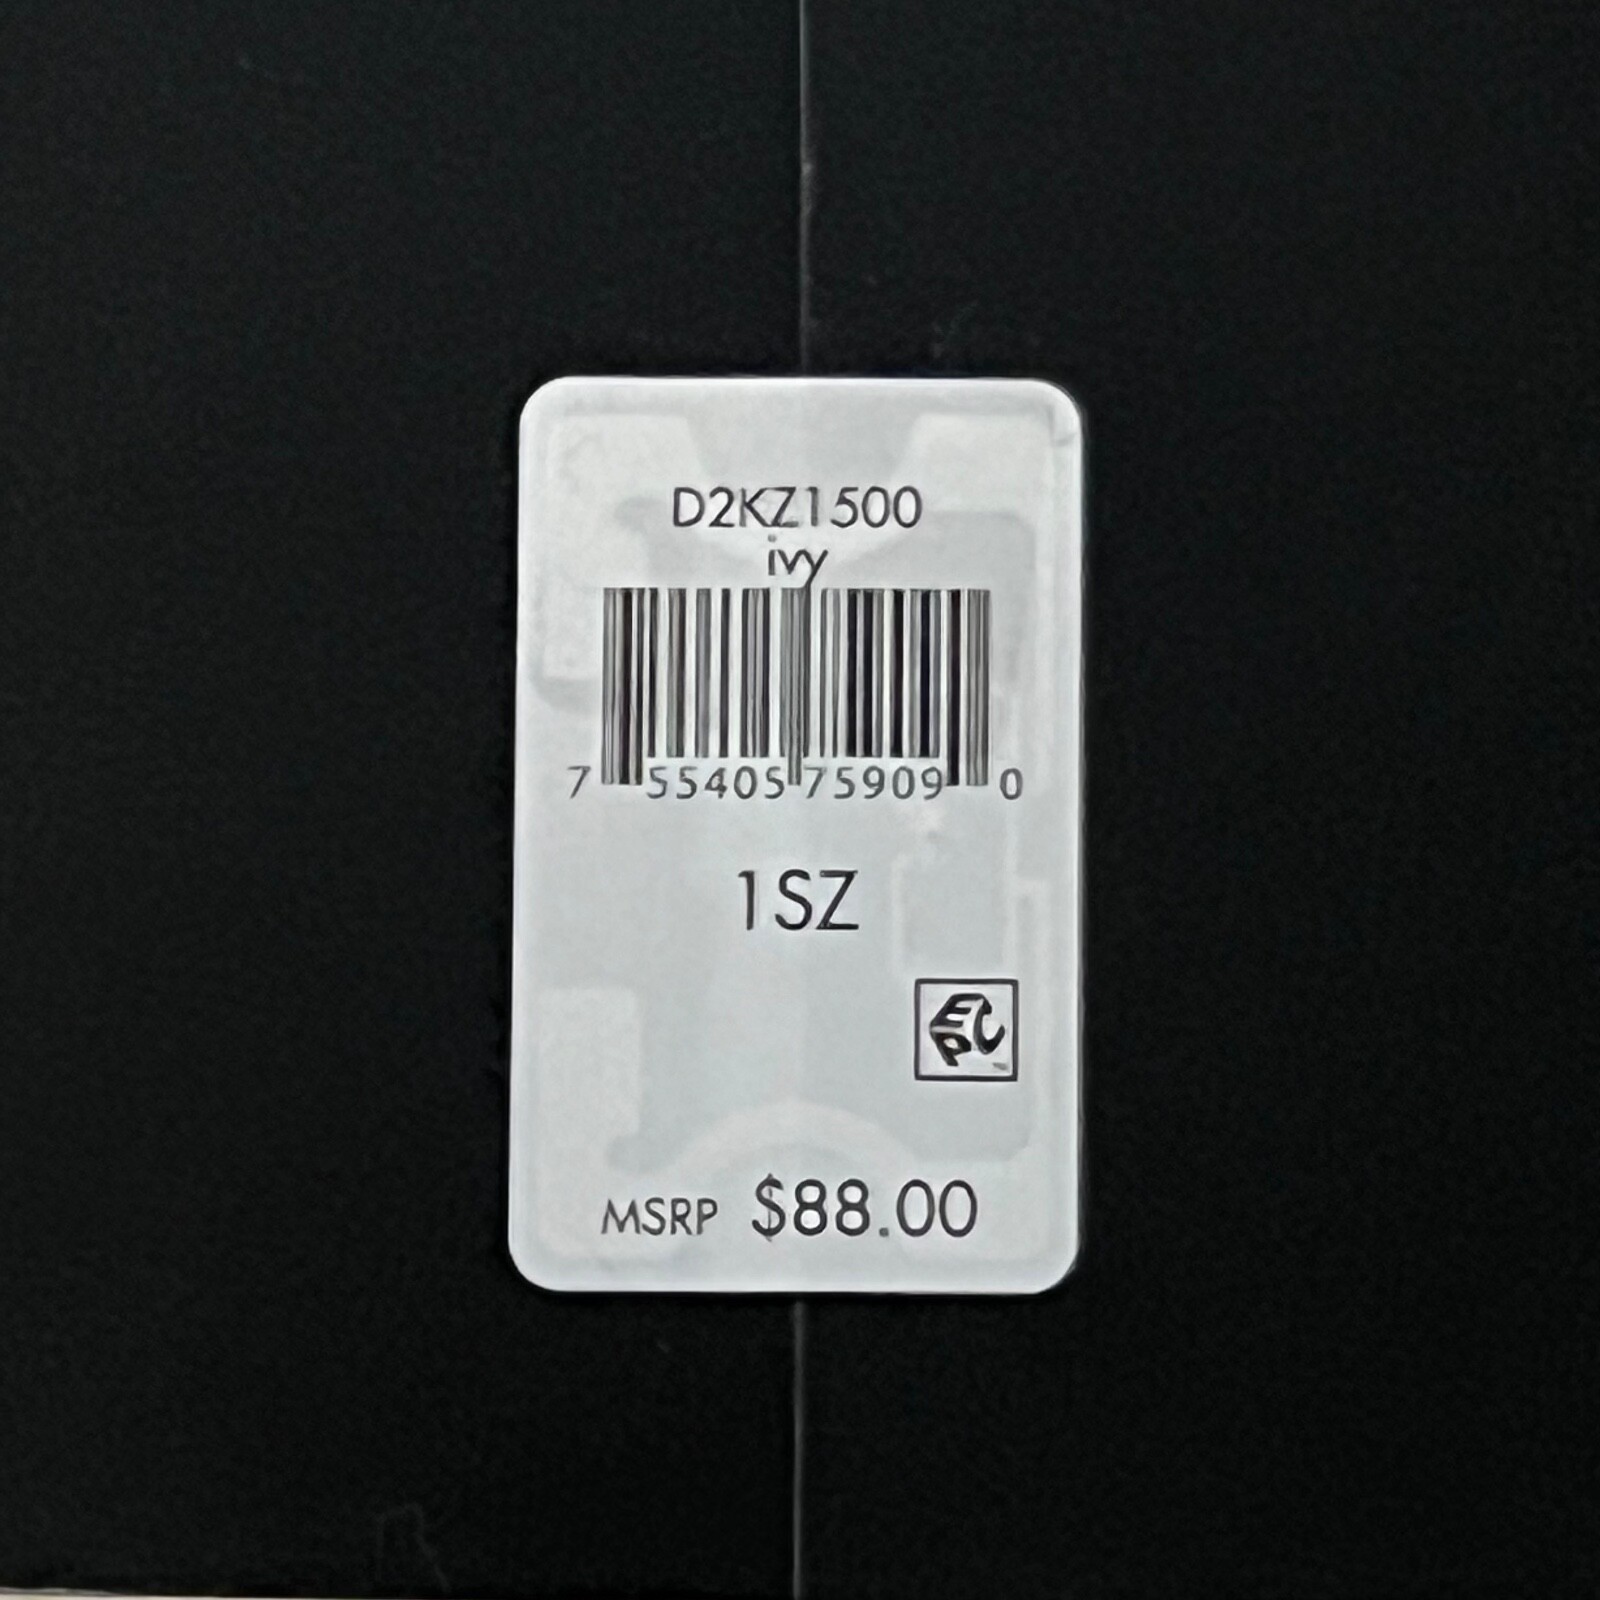 D2KZ1500
ivy
7 55405 75909 0
1SZ
EPC
MSRP $88.00